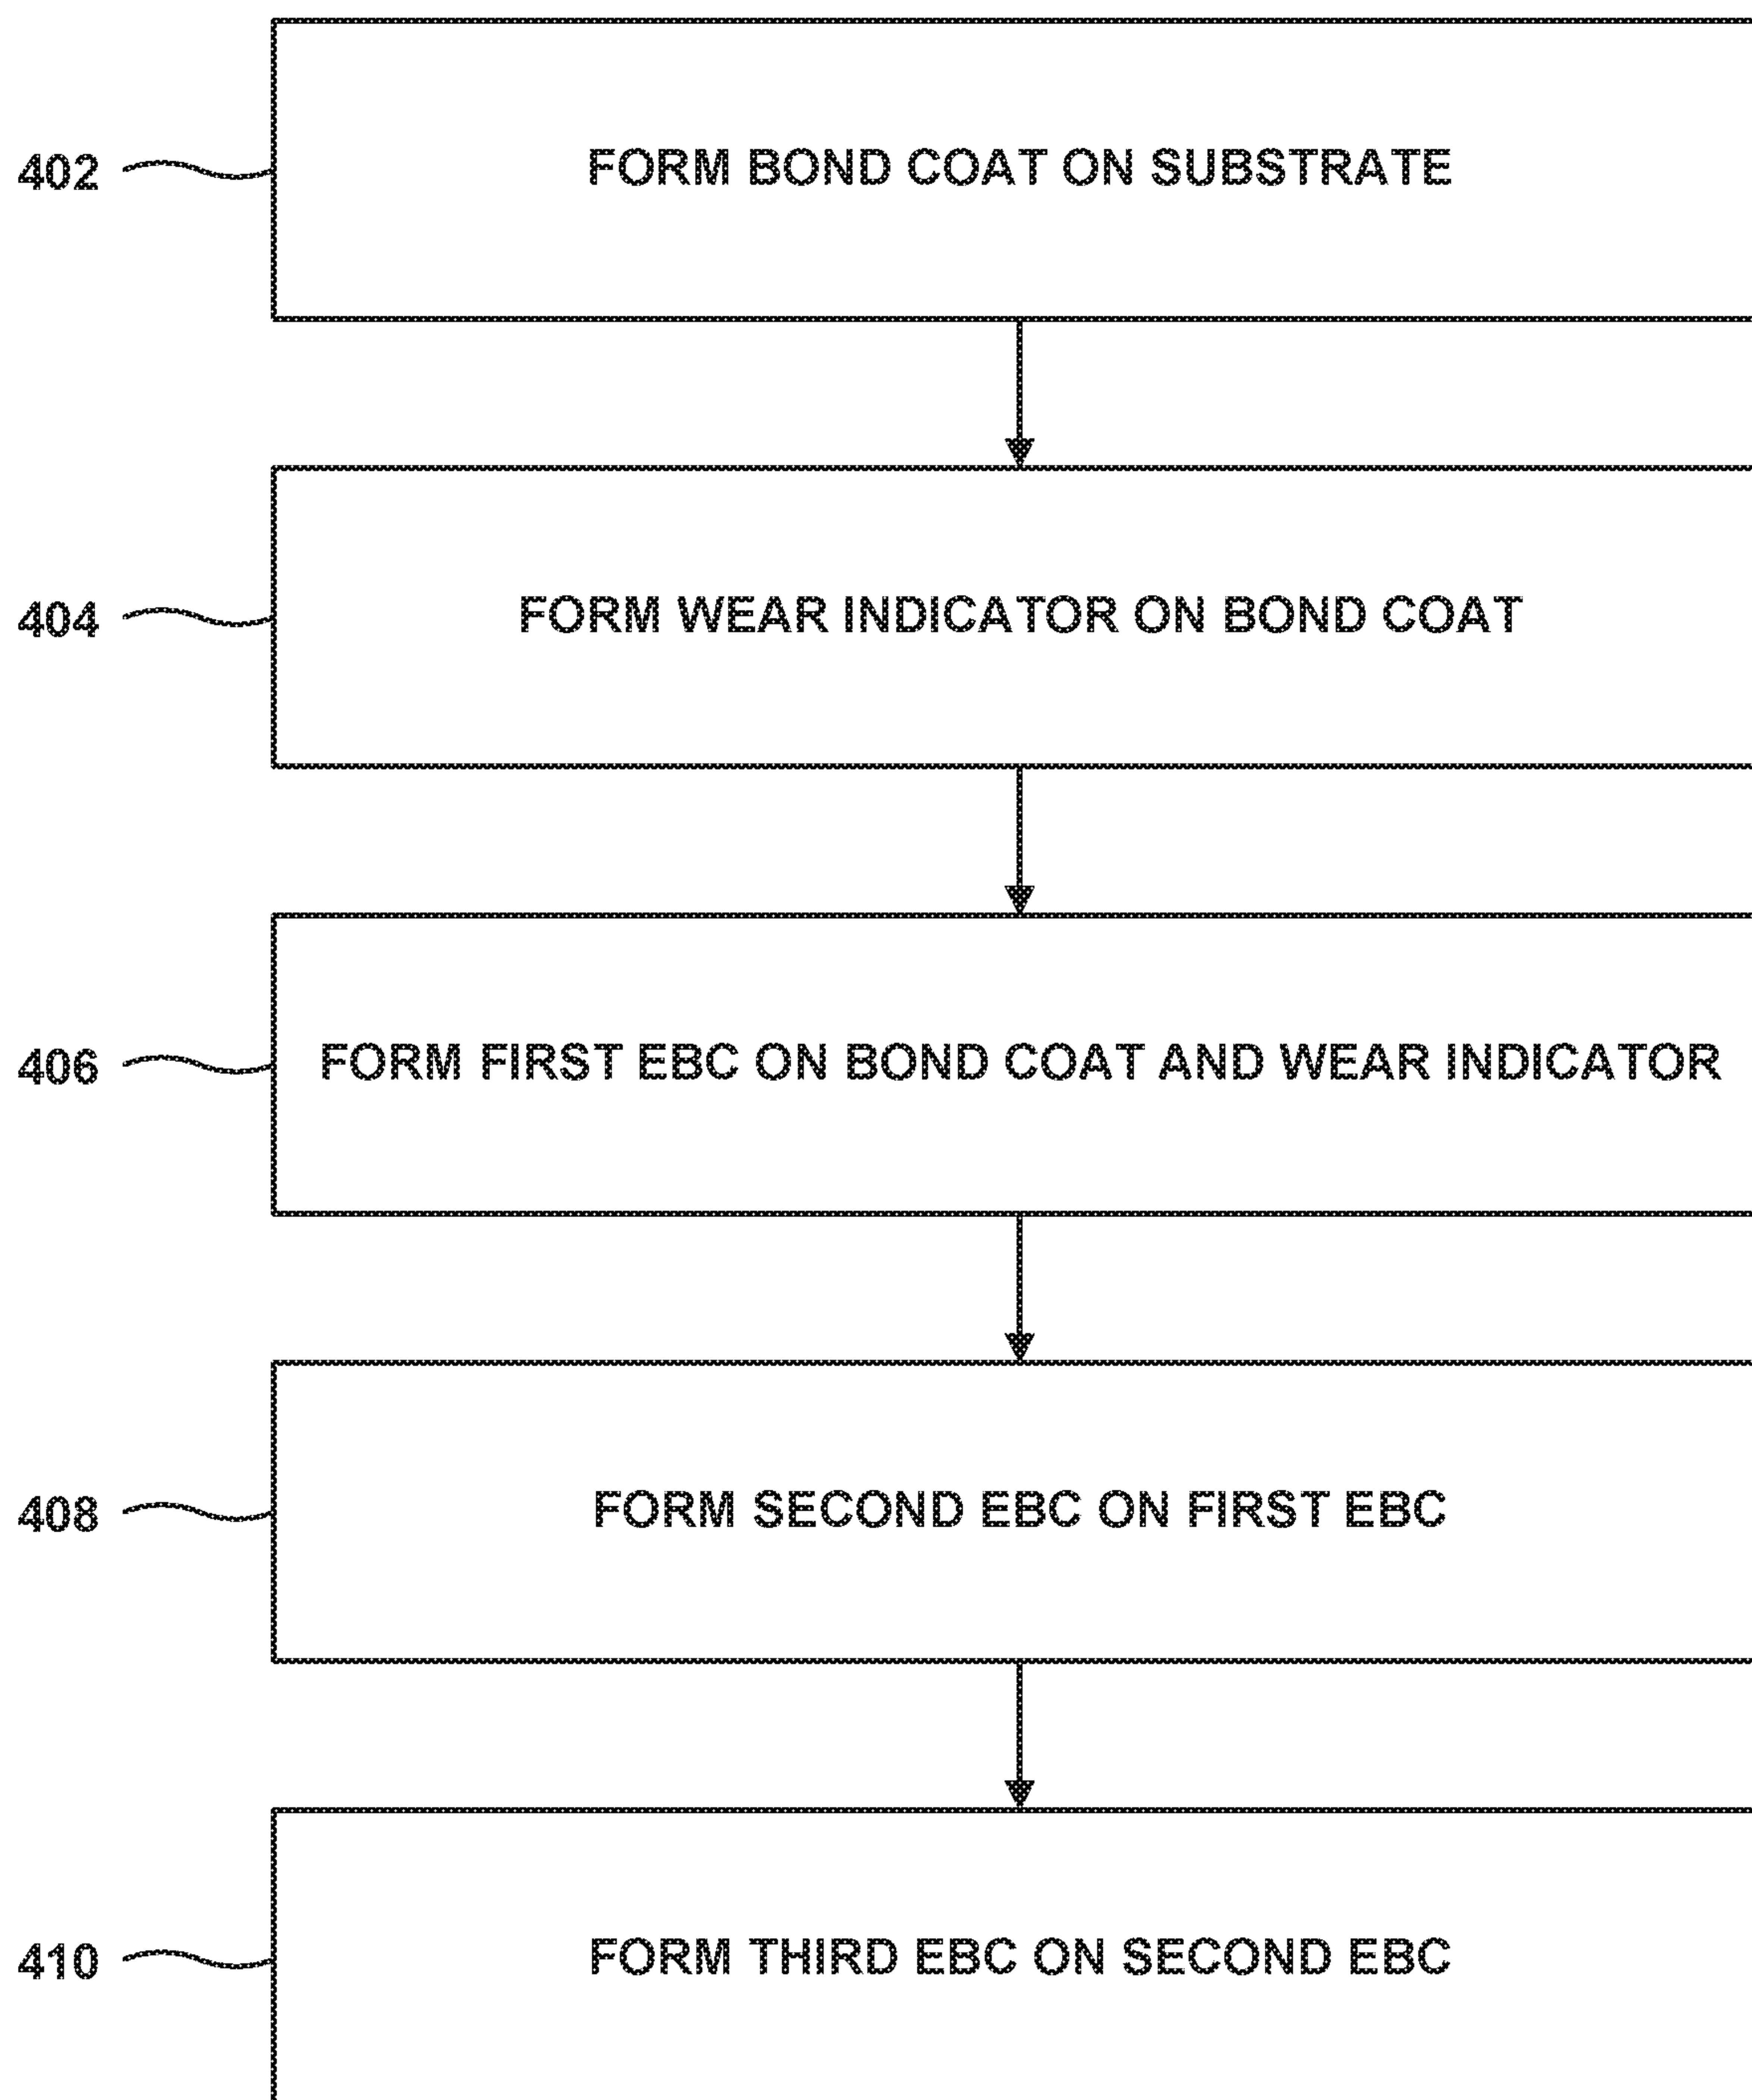 402 FORM BOND COAT ON SUBSTRATE
404 FORM WEAR INDICATOR ON BOND COAT
406 FORM FIRST EBC ON BOND COAT AND WEAR INDICATOR
408 FORM SECOND EBC ON FIRST EBC
410 FORM THIRD EBC ON SECOND EBC